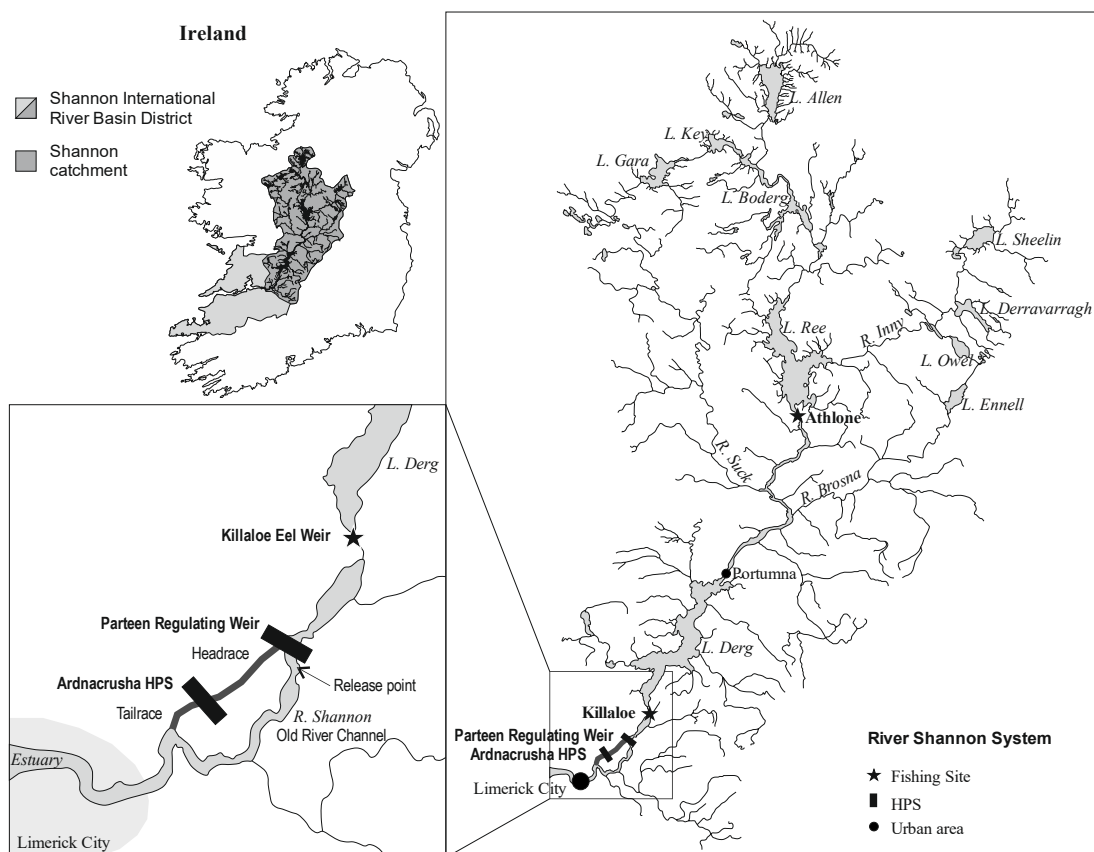 Ireland
Shannon International
River Basin District
Shannon
catchment
L. Allen
L. Key
L. Gara
L. Boderg
L. Sheelin
L. Derravarragh
L. Ree
R. Inny
L. Owel
L. Ennell
Athlone
R. Suck
R. Brosna
Portumna
L. Derg
Killaloe
Parteen Regulating Weir
Ardnacrusha HPS
Limerick City
River Shannon System
Fishing Site
HPS
Urban area
L. Derg
Killaloe Eel Weir
Parteen Regulating Weir
Headrace
Ardnacrusha HPS
Release point
Tailrace
R. Shannon
Old River Channel
Estuary
Limerick City